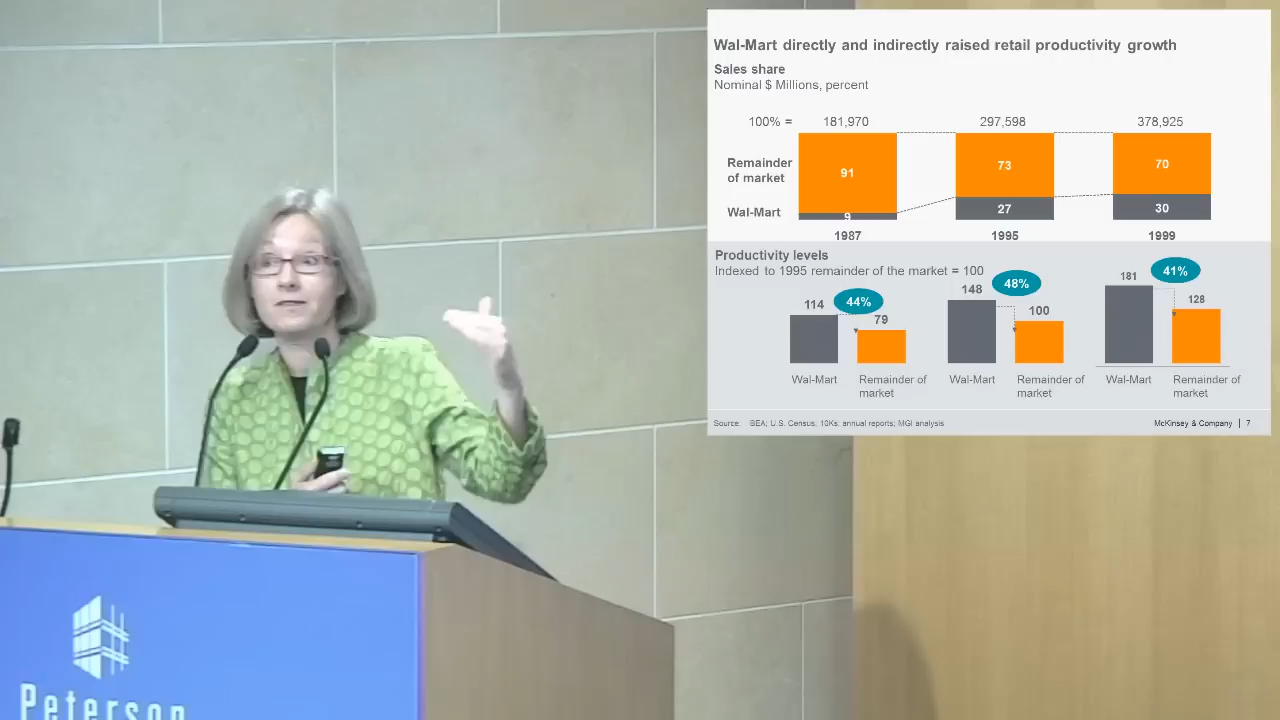 Wal-Mart directly and indirectly raised retail productivity growth
Sales share
Nominal $ Millions, percent
100% = 181,970 297,598 378,925
Remainder of market 91 73 70
Wal-Mart 9 27 30
1987 1995 1999
Productivity levels
Indexed to 1995 remainder of the market = 100
114 44% 79 148 48% 100 181 41% 128
Wal-Mart Remainder of market Wal-Mart Remainder of market Wal-Mart Remainder of market
Source: BEA; U.S. Census, 10Ks: annual reports; MGI analysis
McKinsey & Company | 7
Peterson